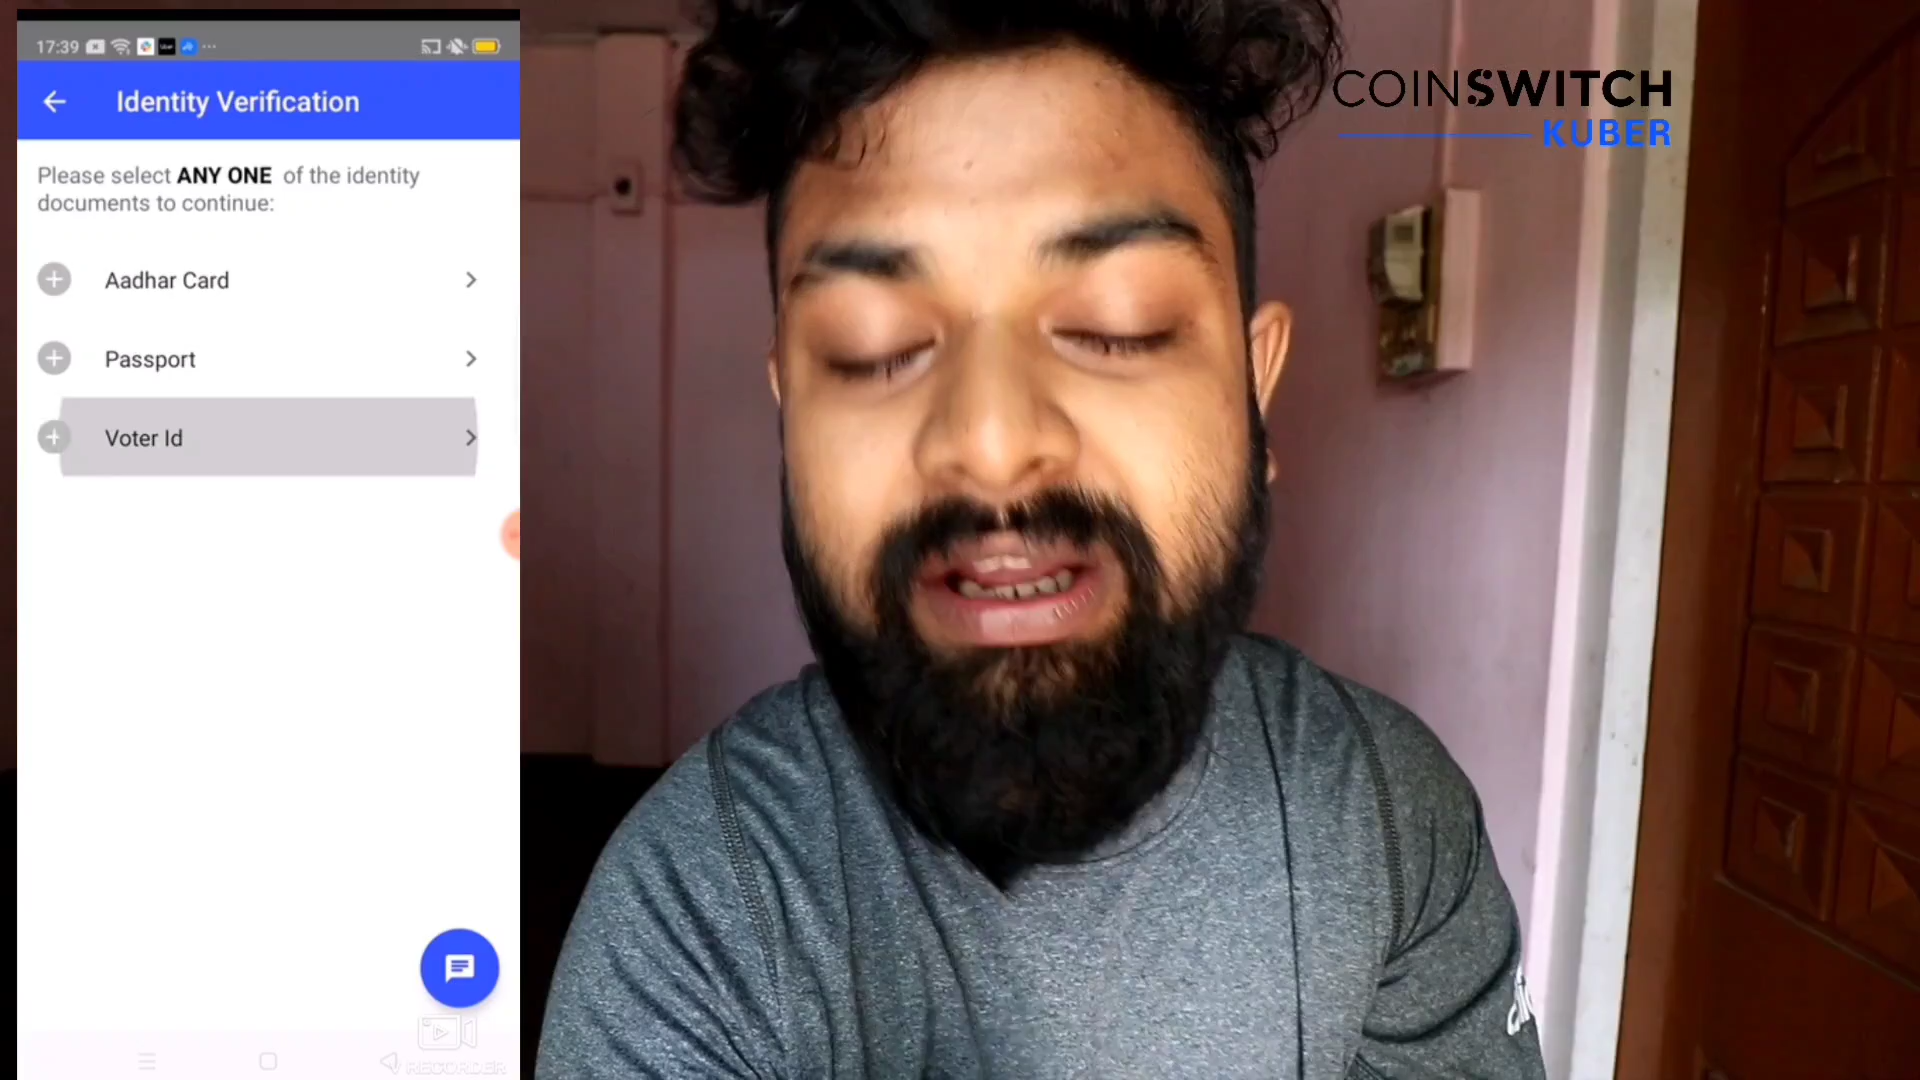 17:39
Identity Verification
Please select ANY ONE of the identity
documents to continue:
Aadhar Card
Passport
Voter Id
RECORDER
COINSWITCH
KUBER